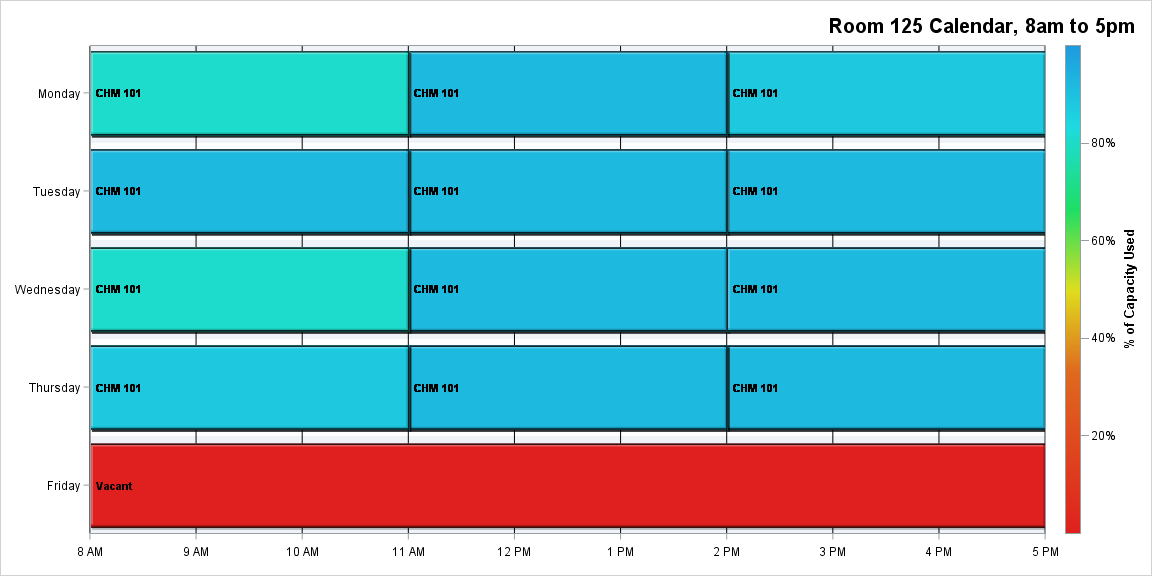 Room 125 Calendar, 8am to 5pm
Monday
CHM 101
CHM 101
CHM 101
Tuesday
CHM 101
CHM 101
CHM 101
Wednesday
CHM 101
CHM 101
CHM 101
Thursday
CHM 101
CHM 101
CHM 101
Friday
Vacant
8 AM
9 AM
10 AM
11 AM
12 PM
1 PM
2 PM
3 PM
4 PM
5 PM
80%
60%
40%
20%
% of Capacity Used